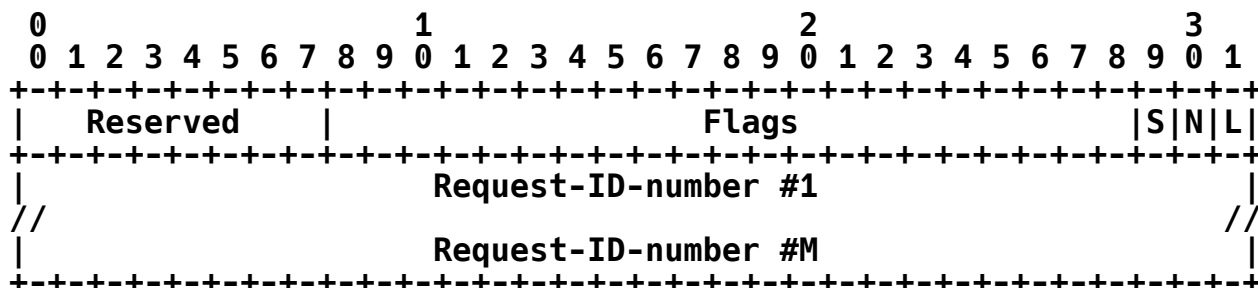 0                   1                   2                   3
 0 1 2 3 4 5 6 7 8 9 0 1 2 3 4 5 6 7 8 9 0 1 2 3 4 5 6 7 8 9 0 1
+-+-+-+-+-+-+-+-+-+-+-+-+-+-+-+-+-+-+-+-+-+-+-+-+-+-+-+-+-+-+-+-+
|   Reserved    |                   Flags                 |S|N|L|
+-+-+-+-+-+-+-+-+-+-+-+-+-+-+-+-+-+-+-+-+-+-+-+-+-+-+-+-+-+-+-+-+
|                     Request-ID-number #1                      |
//                                                             //
|                     Request-ID-number #M                      |
+-+-+-+-+-+-+-+-+-+-+-+-+-+-+-+-+-+-+-+-+-+-+-+-+-+-+-+-+-+-+-+-+